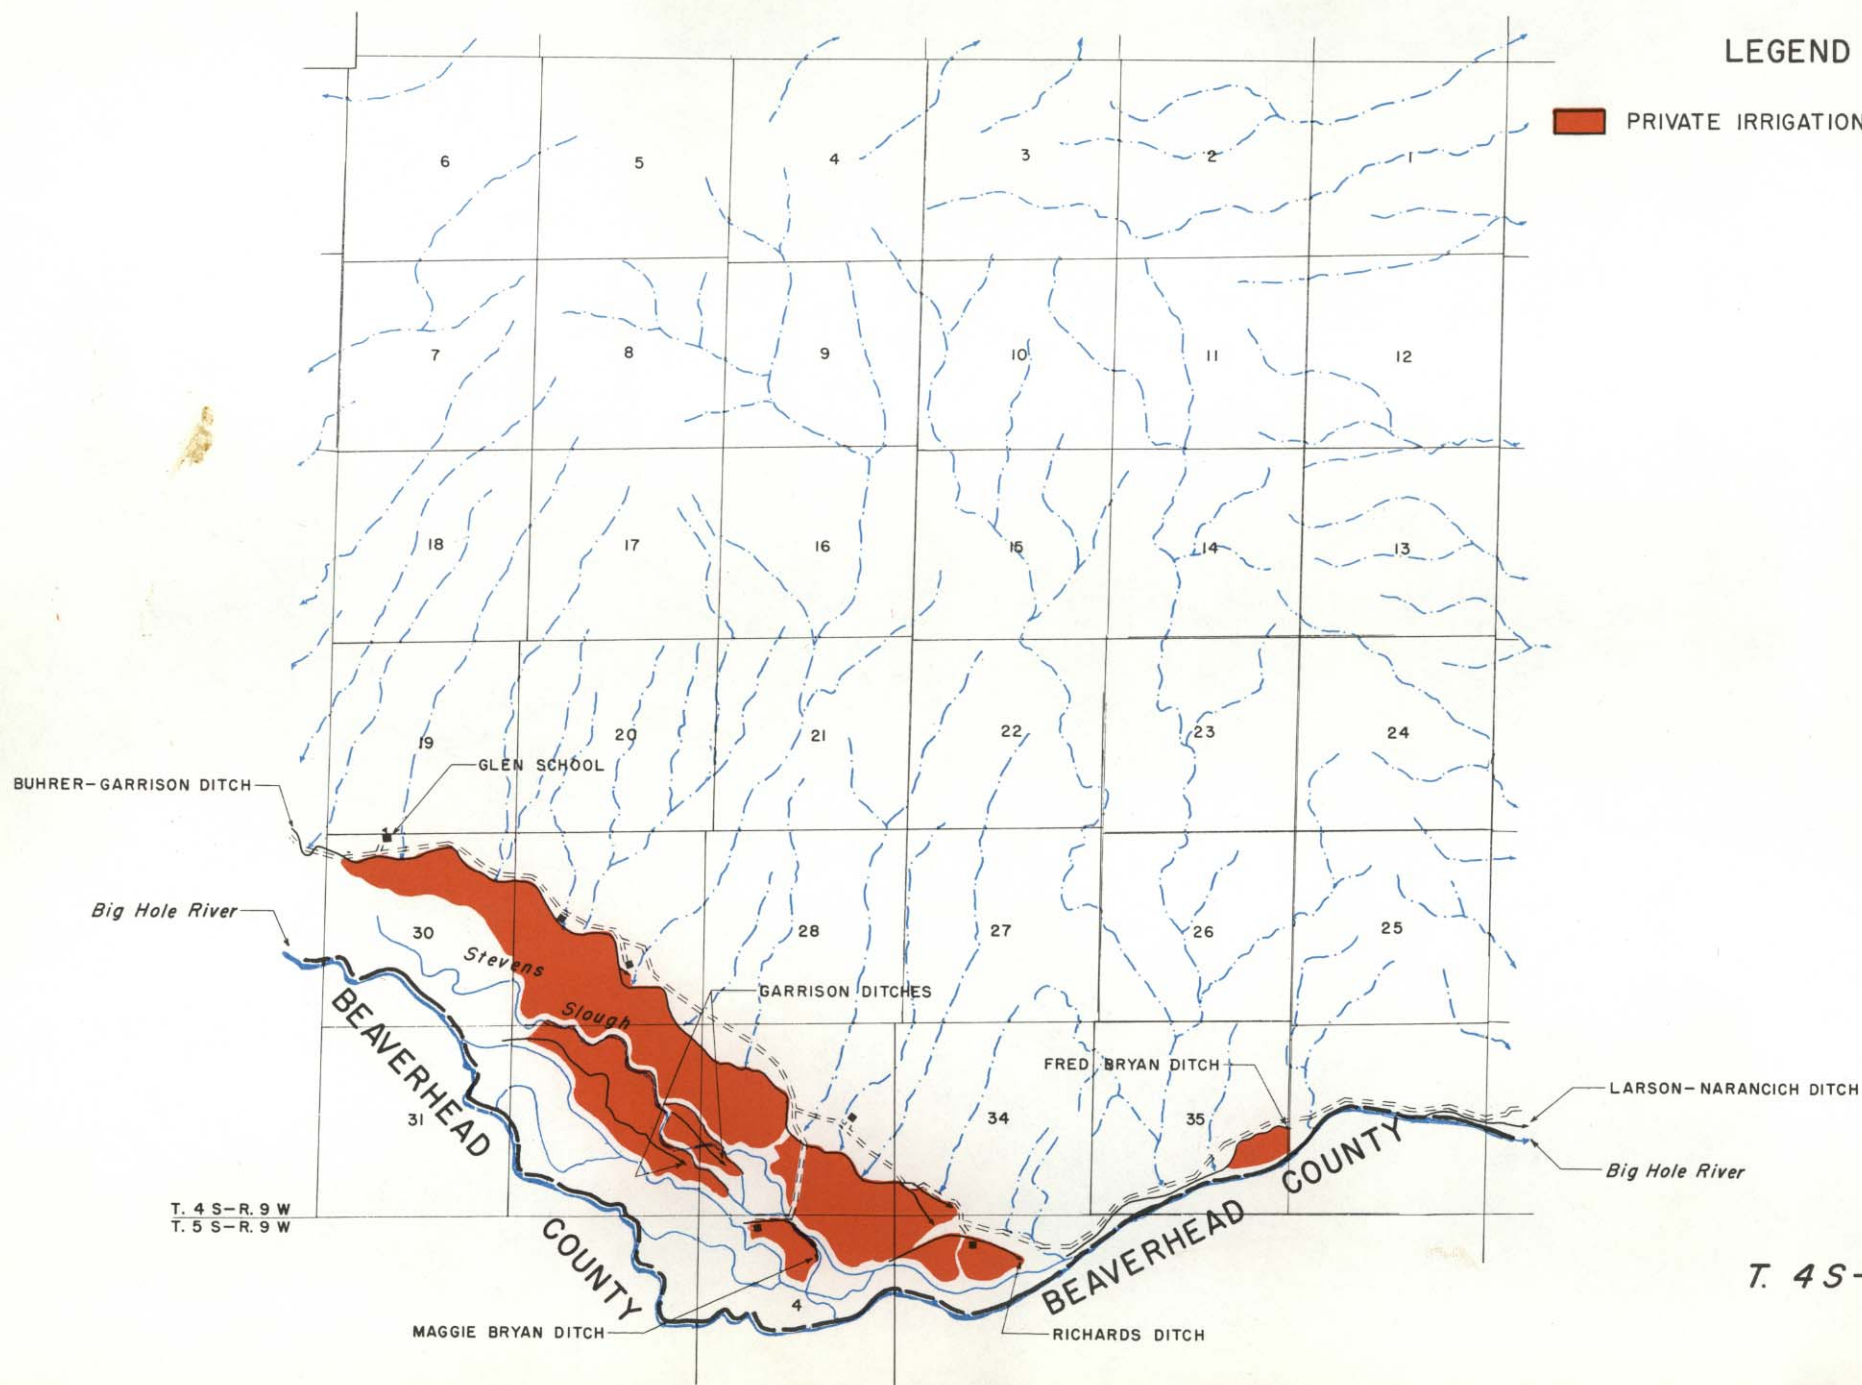 LEGEND
PRIVATE IRRIGATION
6
5
4
3
2
1
7
8
9
10
11
12
18
17
16
15
14
13
19
20
21
22
23
24
GLEN SCHOOL
BUHRER-GARRISON DITCH
Big Hole River
30
Stevens
Slough
28
27
26
25
GARRISON DITCHES
BEAVERHEAD
COUNTY
31
34
35
FRED BRYAN DITCH
LARSON-NARANCICH DITCH
Big Hole River
BEAVERHEAD COUNTY
T. 4 S-R. 9 W
T. 5 S-R. 9 W
4
MAGGIE BRYAN DITCH
RICHARDS DITCH
T. 4 S-